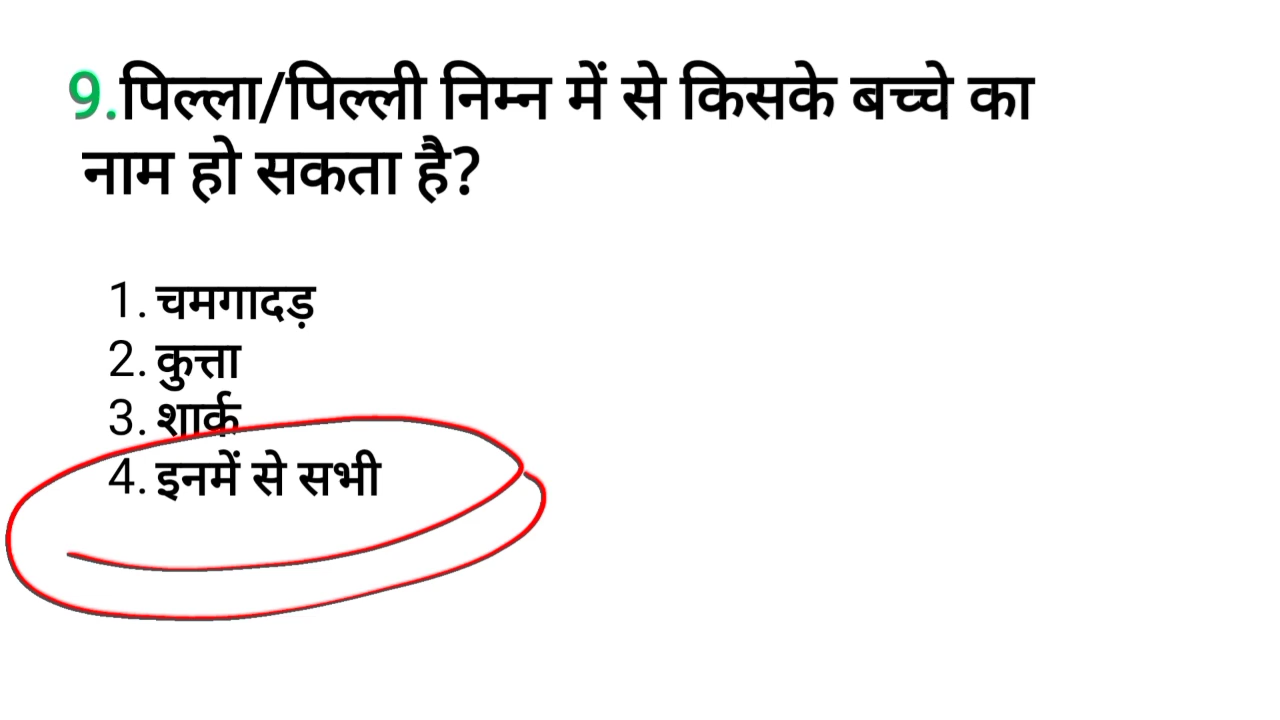 9.पिल्ला/पिल्ली निम्न में से किसके बच्चे का
नाम हो सकता है?
1. चमगादड़
2. कुत्ता
3. शार्क
4. इनमें से सभी